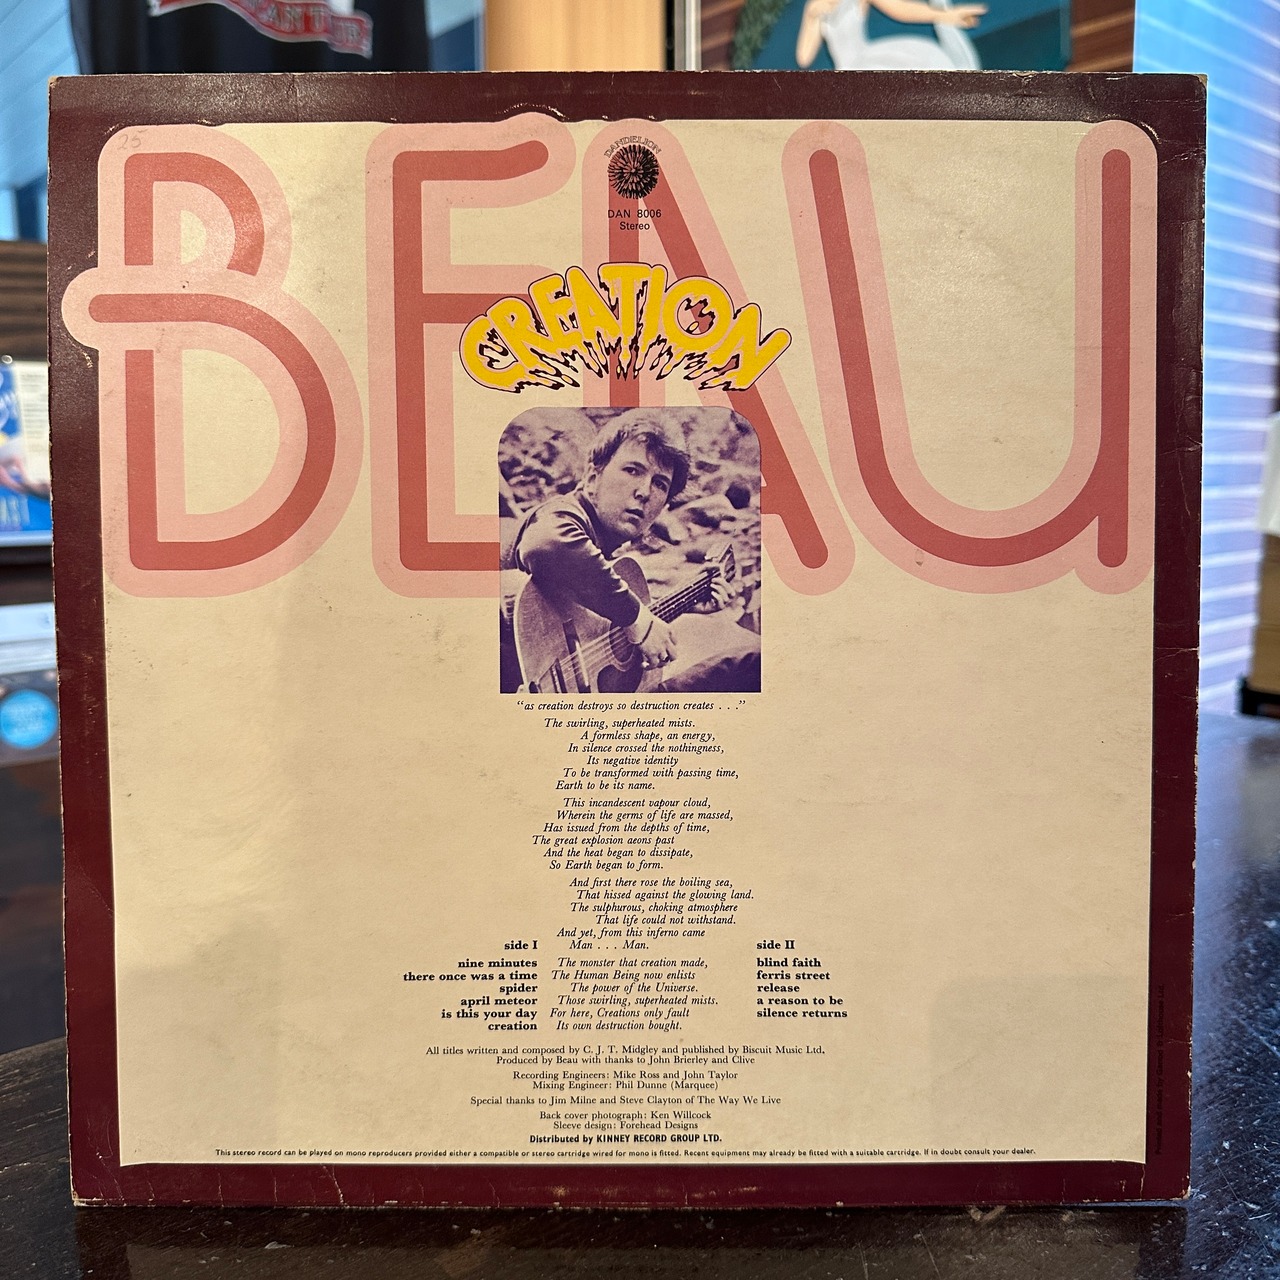 25
BEAU
DANDELION
DAN 8006
Stereo
CREATION
"as creation destroys so destruction creates . . ."
The swirling, superheated mists.
A formless shape, an energy,
In silence crossed the nothingness,
Its negative identity
To be transformed with passing time,
Earth to be its name.
This incandescent vapour cloud,
Wherein the germs of life are massed,
Has issued from the depths of time,
The great explosion aeons past
And the heat began to dissipate,
So Earth began to form.
And first there rose the boiling sea,
That hissed against the glowing land.
The sulphurous, choking atmosphere
That life could not withstand.
And yet, from this inferno came
Man . . . Man.
The monster that creation made,
The Human Being now enlists
The power of the Universe.
Those swirling, superheated mists.
For here, Creations only fault
Its own destruction bought.
side I
nine minutes
there once was a time
spider
april meteor
is this your day
creation
side II
blind faith
ferris street
release
a reason to be
silence returns
All titles written and composed by C. J. T. Midgley and published by Biscuit Music Ltd.
Produced by Beau with thanks to John Brierley and Clive
Recording Engineers: Mike Ross and John Taylor
Mixing Engineer: Phil Dunne (Marquee)
Special thanks to Jim Milne and Steve Clayton of The Way We Live
Back cover photograph: Ken Willcock
Sleeve design: Forehead Designs
Distributed by KINNEY RECORD GROUP LTD.
This stereo record can be played on mono reproducers provided either a compatible or stereo cartridge wired for mono is fitted. Recent equipment may already be fitted with a suitable cartridge. If in doubt consult your dealer.